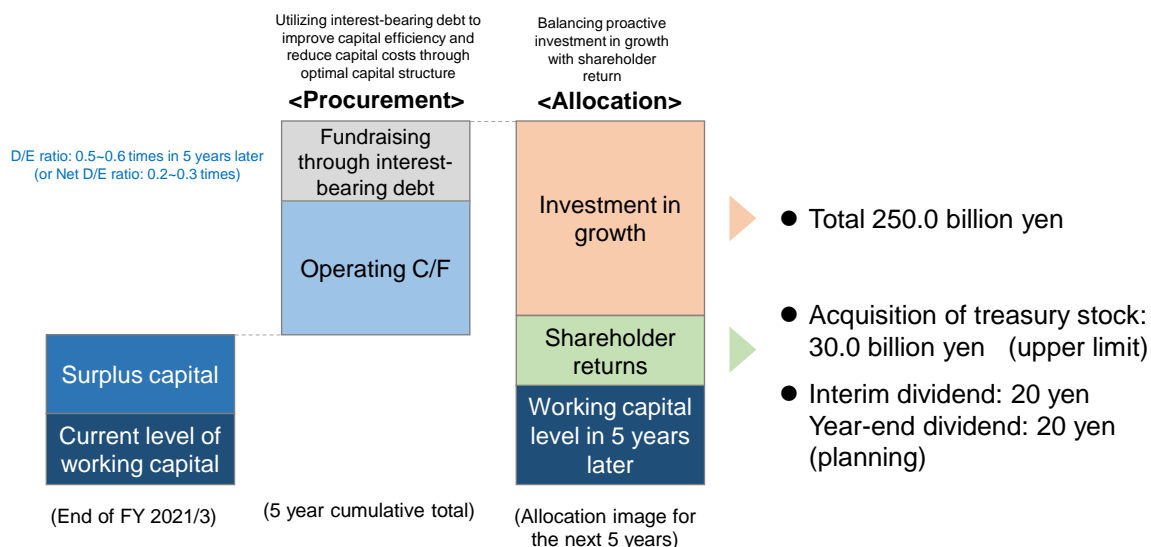 Utilizing interest-bearing debt to
improve capital efficiency and
reduce capital costs through
optimal capital structure
<Procurement>
Balancing proactive
investment in growth
with shareholder
return
<Allocation>
D/E ratio: 0.5~0.6 times in 5 years later
(or Net D/E ratio: 0.2~0.3 times)
Fundraising
through interest-
bearing debt
Operating C/F
Surplus capital
Current level of
working capital
Investment in
growth
Shareholder
returns
Working capital
level in 5 years
later
● Total 250.0 billion yen
● Acquisition of treasury stock:
30.0 billion yen (upper limit)
● Interim dividend: 20 yen
Year-end dividend: 20 yen
(planning)
(End of FY 2021/3)
(5 year cumulative total)
(Allocation image for
the next 5 years)